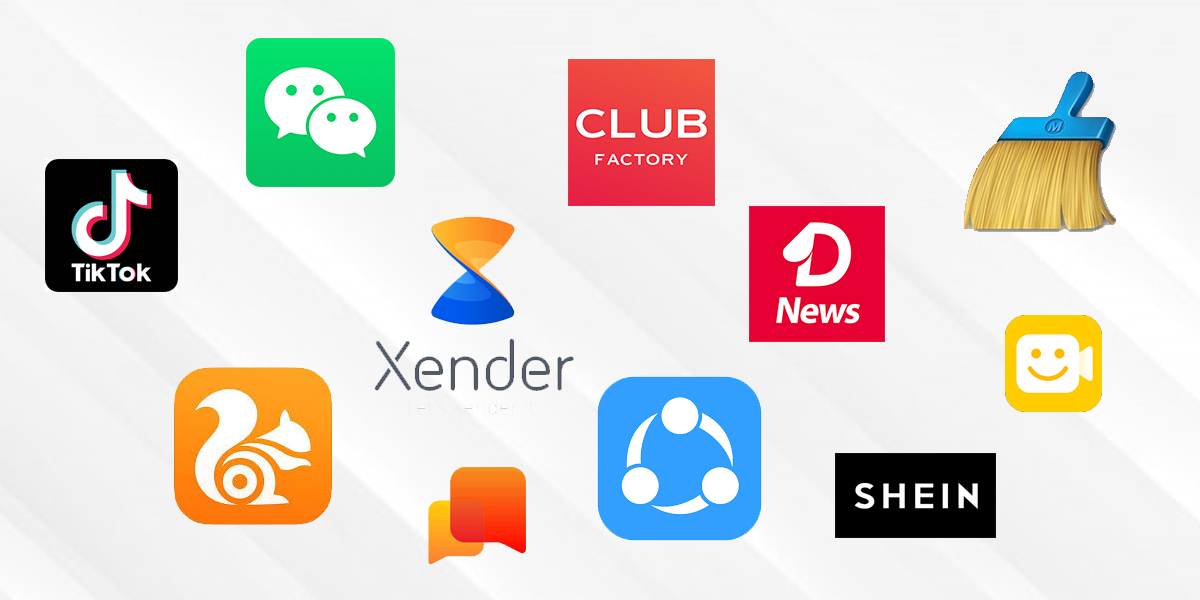 CLUB
FACTORY
M
TikTok
D
News
Xender
SHEIN